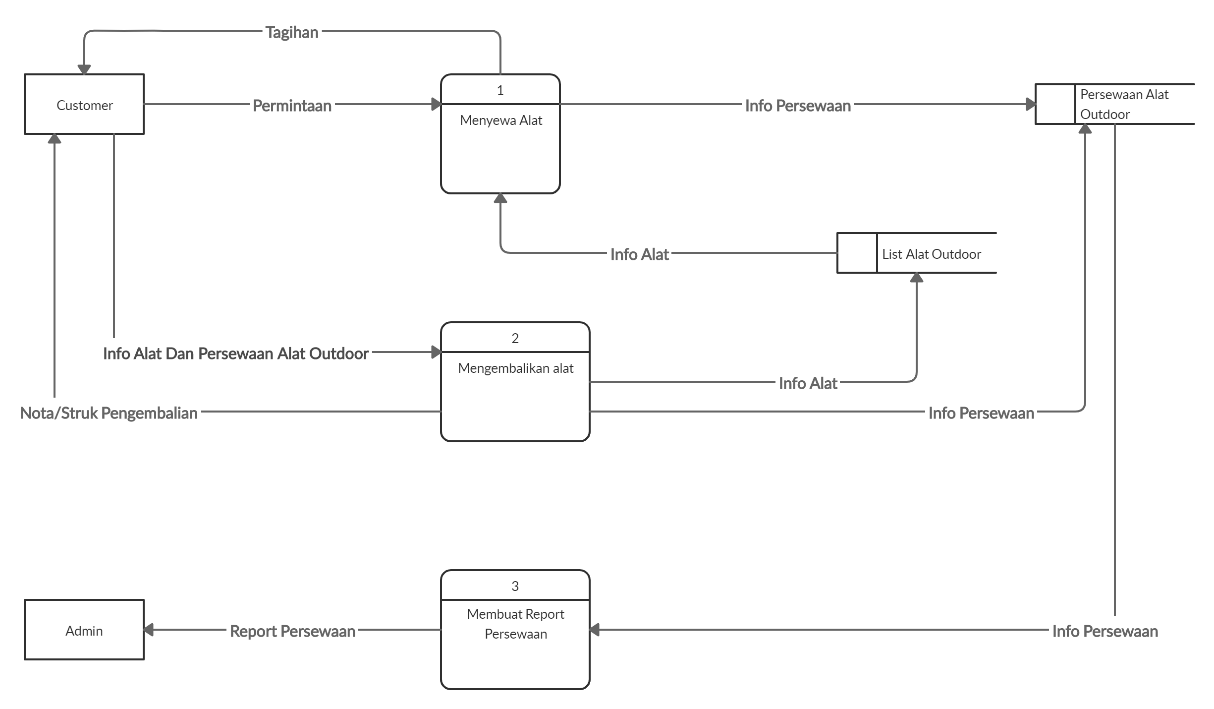 Tagihan
Customer
Permintaan
1
Menyewa Alat
Info Persewaan
Persewaan Alat
Outdoor
Info Alat
List Alat Outdoor
Info Alat Dan Persewaan Alat Outdoor
2
Mengembalikan alat
Info Alat
Nota/Struk Pengembalian
Info Persewaan
3
Membuat Report
Persewaan
Admin
Report Persewaan
Info Persewaan